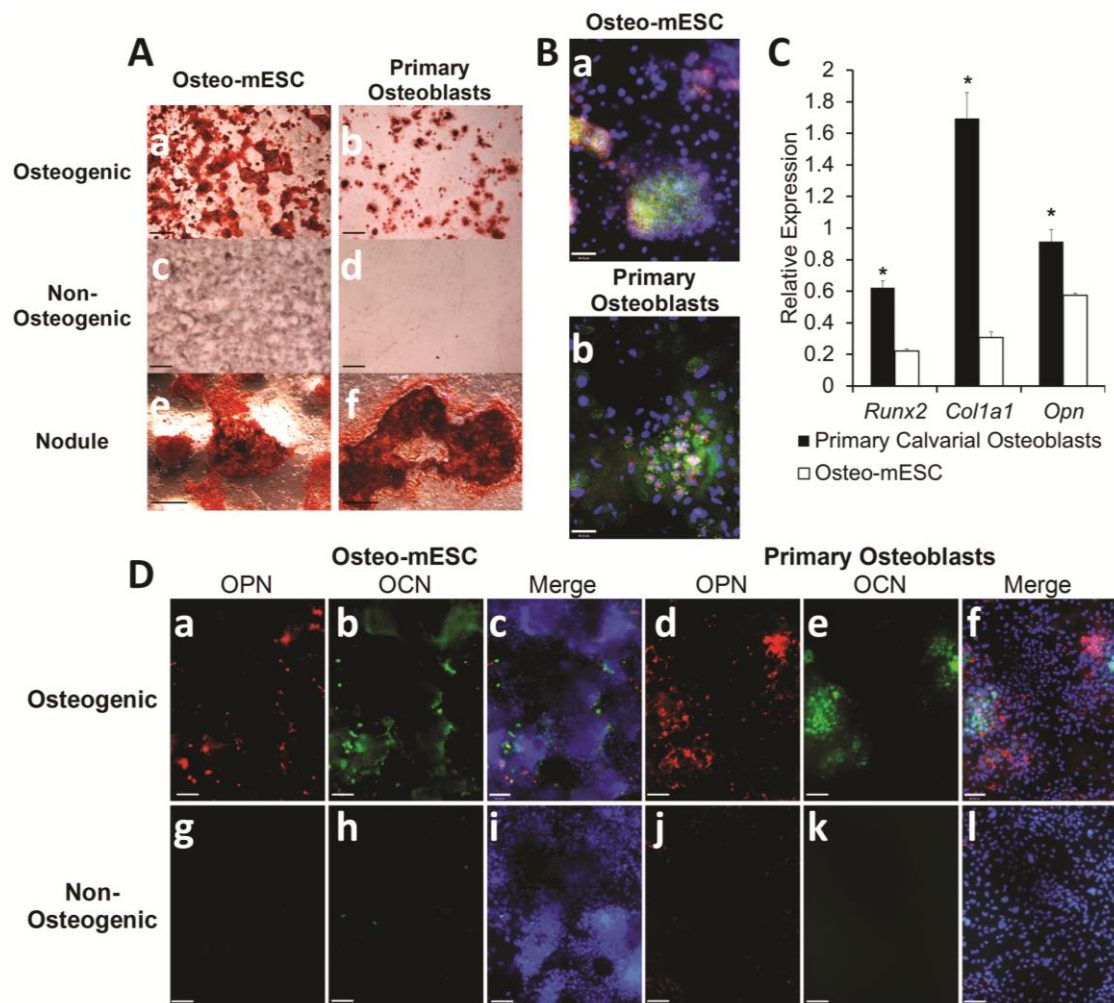 A
Osteo-mESC
Primary
Osteoblasts
Osteogenic
a
b
Non-
Osteogenic
c
d
Nodule
e
f
B
Osteo-mESC
a
Primary
Osteoblasts
b
C
Relative Expression
2
1.8
1.6
1.4
1.2
1
0.8
0.6
0.4
0.2
0
*
*
*
Runx2 Col1a1 Opn
Primary Calvarial Osteoblasts
Osteo-mESC
D
Osteo-mESC Primary Osteoblasts
OPN OCN Merge OPN OCN Merge
Osteogenic
a b c d e f
Non-
Osteogenic
g h i j k l